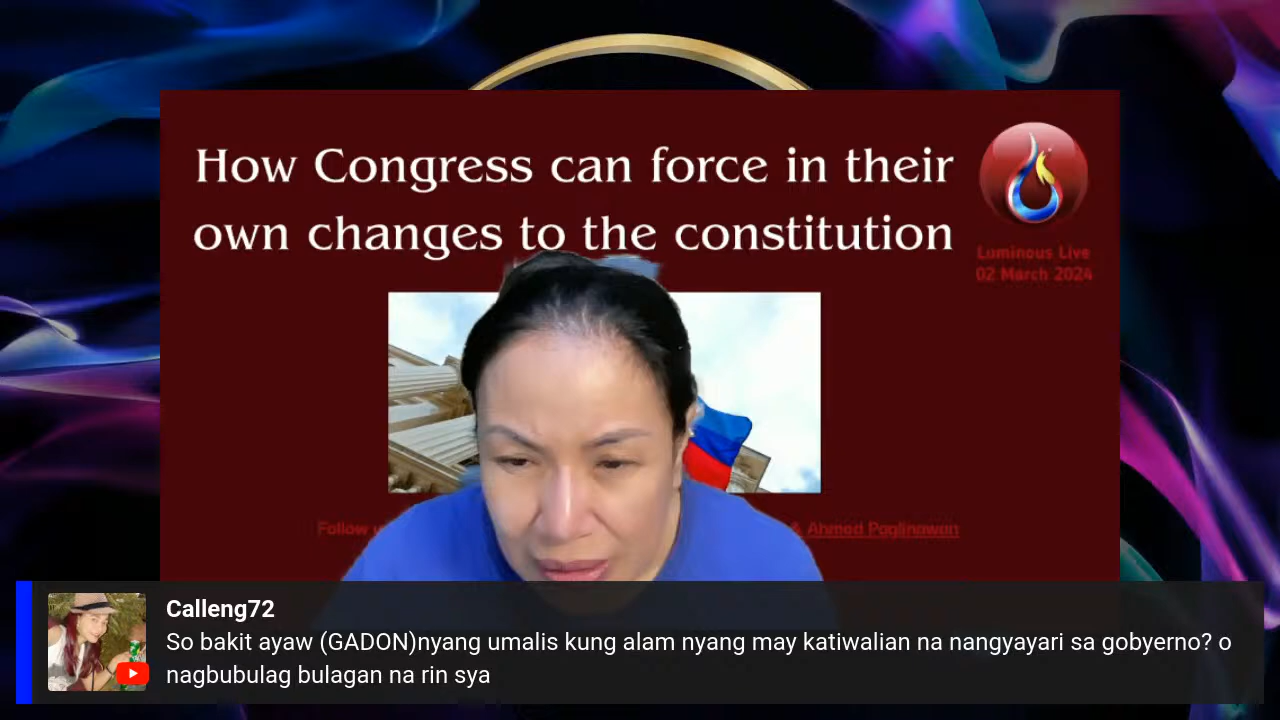 How Congress can force in their
own changes to the constitution
Luminous Live
02 March 2024
Follow
& Ahmed Paglinawan
Calleng72
So bakit ayaw (GADON)nyang umalis kung alam nyang may katiwalian na nangyayari sa gobyerno? o
nagbubulag bulagan na rin sya